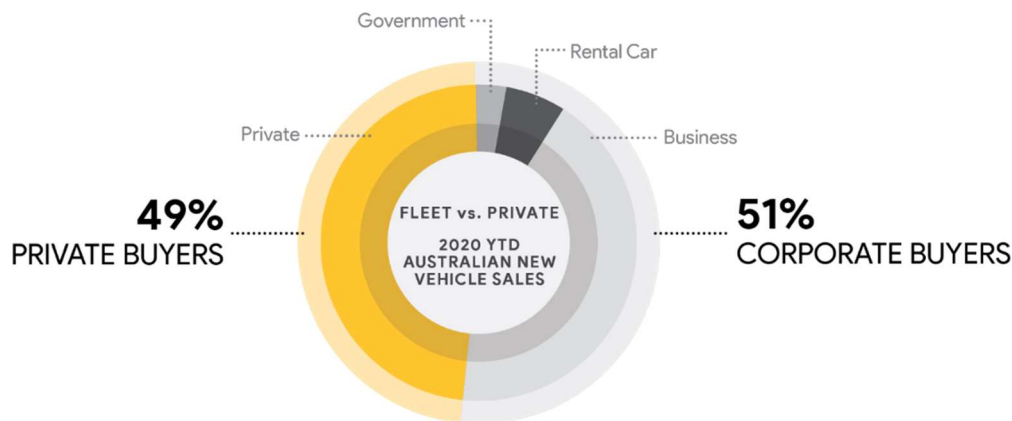 Government
Rental Car
Private
Business
49%
PRIVATE BUYERS
FLEET vs. PRIVATE
2020 YTD
AUSTRALIAN NEW
VEHICLE SALES
51%
CORPORATE BUYERS